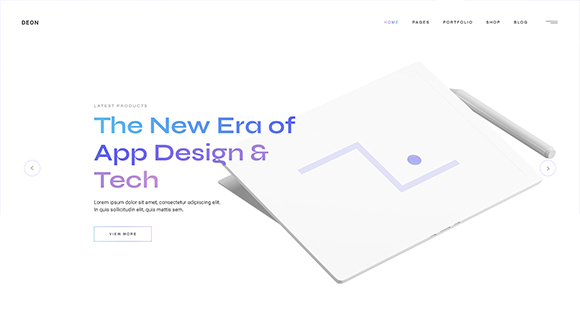 DEON
HOME PAGES PORTFOLIO SHOP BLOG
LATEST PRODUCTS
The New Era of
App Design &
Tech
Lorem ipsum dolor sit amet, consectetur adipiscing elit.
In quis sollicitudin elit, quis mattis sem.
VIEW MORE